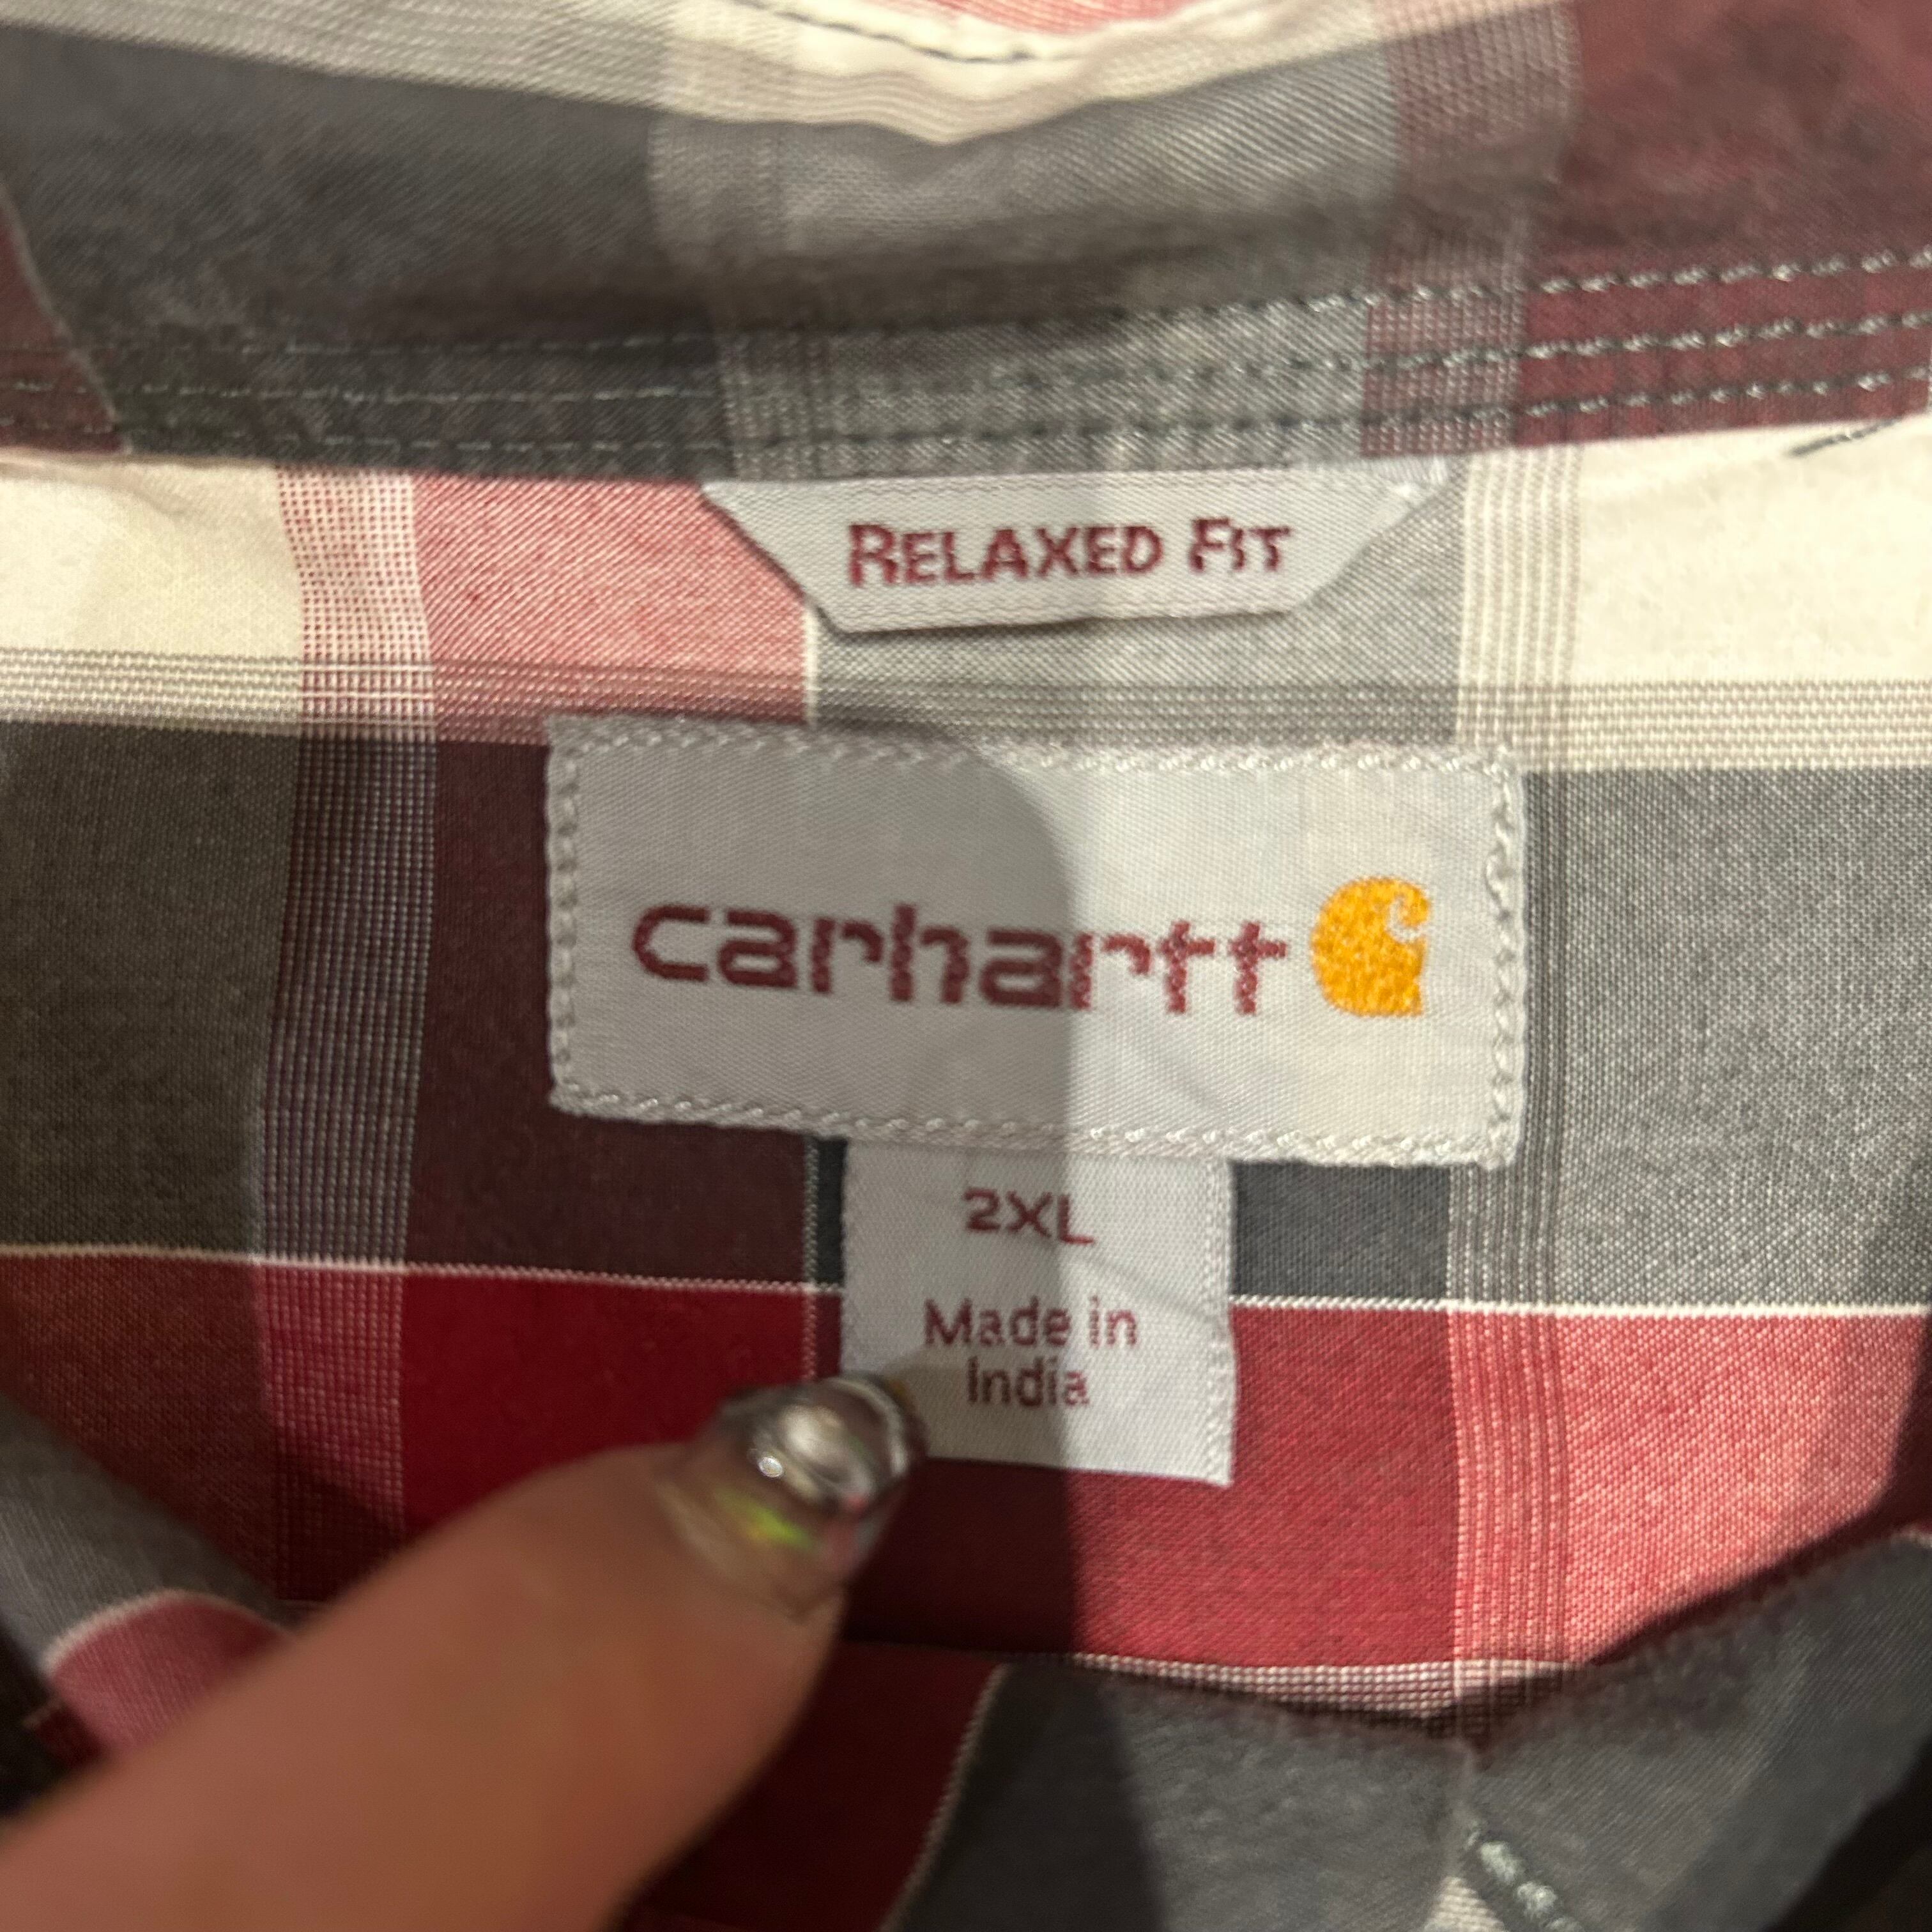 RELAXED FIT
carhartt
2XL
Made in
India